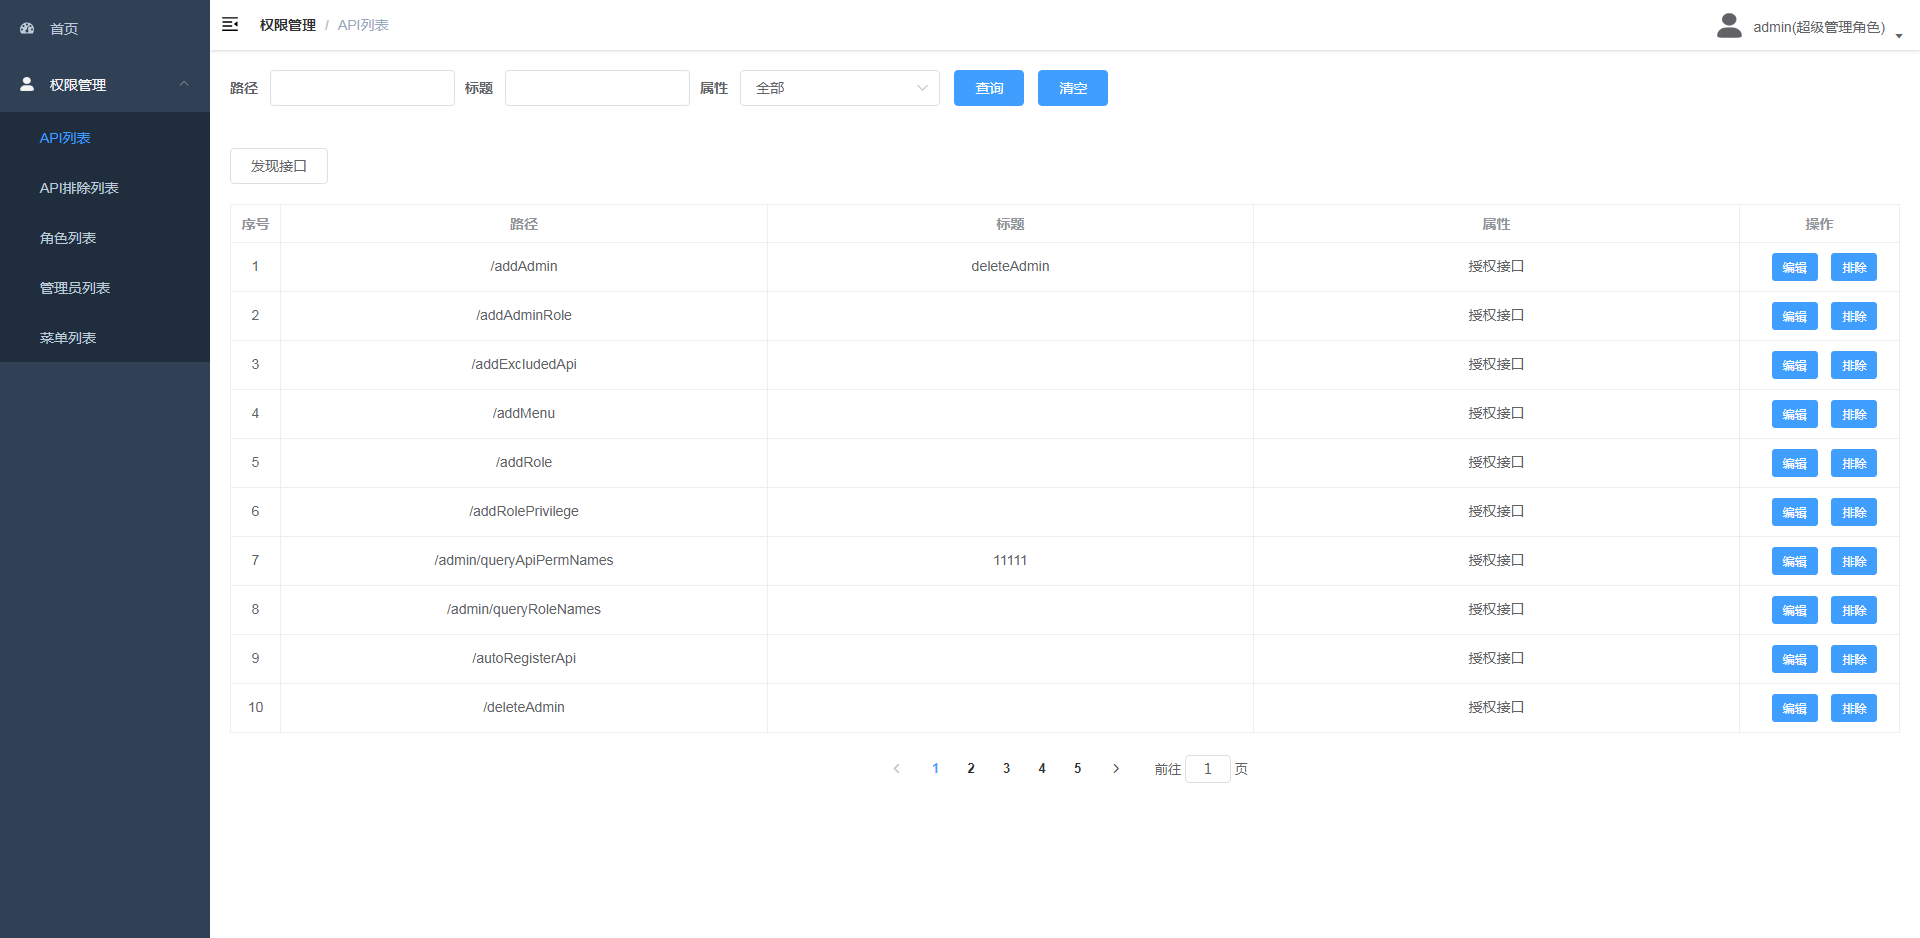 首页
权限管理
API列表
API排除列表
角色列表
管理员列表
菜单列表
权限管理 / API列表
admin(超级管理角色)
路径 标题 属性 全部 查询 清空
发现接口
序号 路径 标题 属性 操作
1 /addAdmin deleteAdmin 授权接口 编辑 排除
2 /addAdminRole 授权接口 编辑 排除
3 /addExcludedApi 授权接口 编辑 排除
4 /addMenu 授权接口 编辑 排除
5 /addRole 授权接口 编辑 排除
6 /addRolePrivilege 授权接口 编辑 排除
7 /admin/queryApiPermNames 11111 授权接口 编辑 排除
8 /admin/queryRoleNames 授权接口 编辑 排除
9 /autoRegisterApi 授权接口 编辑 排除
10 /deleteAdmin 授权接口 编辑 排除
1 2 3 4 5 前往 1 页